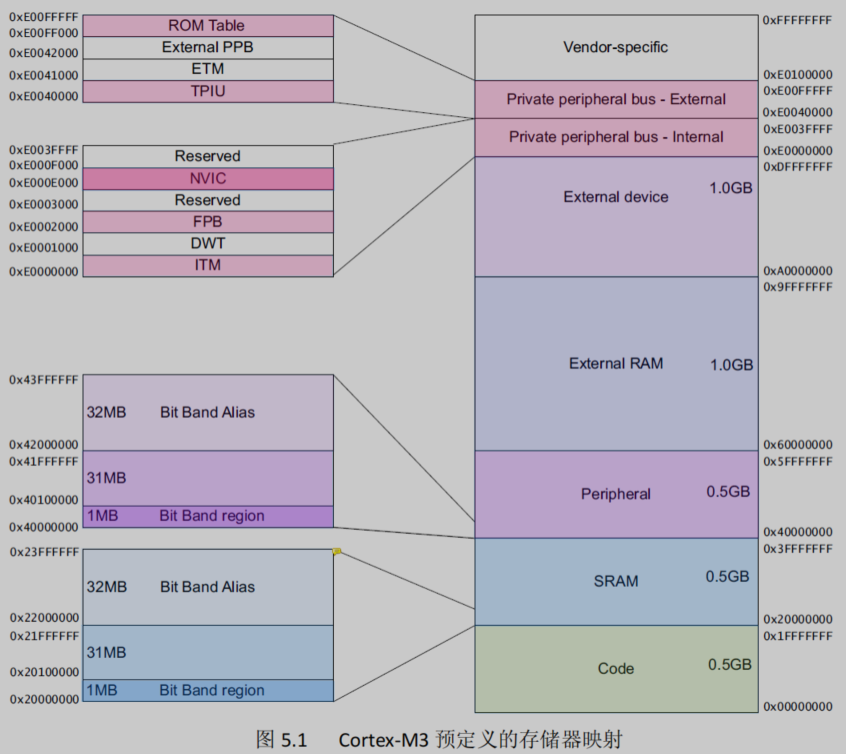 0xE00FFFFF
ROM Table
0xE00FF000
External PPB
0xE0042000
ETM
0xE0041000
TPIU
0xE0040000
0xE003FFFF
Reserved
0xE000F000
NVIC
0xE000E000
Reserved
0xE0003000
FPB
0xE0002000
DWT
0xE0001000
ITM
0xE0000000
0x43FFFFFF
32MB Bit Band Alias
0x42000000
0x41FFFFFF
31MB
0x40100000
1MB Bit Band region
0x40000000
0x23FFFFFF
32MB Bit Band Alias
0x22000000
0x21FFFFFF
31MB
0x20100000
1MB Bit Band region
0x20000000
0xFFFFFFFF
Vendor-specific
0xE0100000
0xE00FFFFF
Private peripheral bus - External
0xE0040000
0xE003FFFF
Private peripheral bus - Internal
0xE0000000
0xDFFFFFFF
External device 1.0GB
0xA0000000
0x9FFFFFFF
External RAM 1.0GB
0x60000000
0x5FFFFFFF
Peripheral 0.5GB
0x40000000
0x3FFFFFFF
SRAM 0.5GB
0x20000000
0x1FFFFFFF
Code 0.5GB
0x00000000
图 5.1 Cortex-M3 预定义的存储器映射